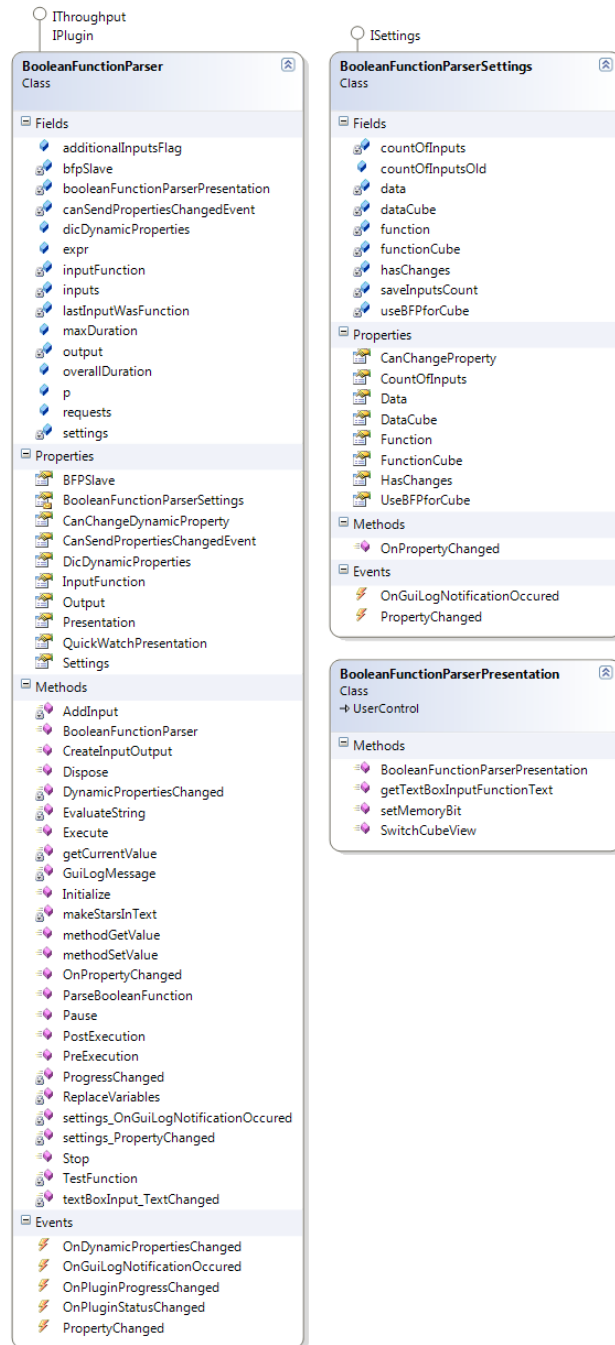 IThroughput
IPlugin
BooleanFunctionParser
Class
Fields
additionalInputsFlag
bfpSlave
booleanFunctionParserPresentation
canSendPropertiesChangedEvent
dicDynamicProperties
expr
inputFunction
inputs
lastInputWasFunction
maxDuration
output
overallDuration
p
requests
settings
Properties
BFPSlave
BooleanFunctionParserSettings
CanChangeDynamicProperty
CanSendPropertiesChangedEvent
DicDynamicProperties
InputFunction
Output
Presentation
QuickWatchPresentation
Settings
Methods
AddInput
BooleanFunctionParser
CreateInputOutput
Dispose
DynamicPropertiesChanged
EvaluateString
Execute
getCurrentValue
GuiLogMessage
Initialize
makeStarsInText
methodGetValue
methodSetValue
OnPropertyChanged
ParseBooleanFunction
Pause
PostExecution
PreExecution
ProgressChanged
ReplaceVariables
settings_OnGuiLogNotificationOccured
settings_PropertyChanged
Stop
TestFunction
textBoxInput_TextChanged
Events
OnDynamicPropertiesChanged
OnGuiLogNotificationOccured
OnPluginProgressChanged
OnPluginStatusChanged
PropertyChanged
ISettings
BooleanFunctionParserSettings
Class
Fields
countOfInputs
countOfInputsOld
data
dataCube
function
functionCube
hasChanges
saveInputsCount
useBFPforCube
Properties
CanChangeProperty
CountOfInputs
Data
DataCube
Function
FunctionCube
HasChanges
UseBFPforCube
Methods
OnPropertyChanged
Events
OnGuiLogNotificationOccured
PropertyChanged
BooleanFunctionParserPresentation
Class
UserControl
Methods
BooleanFunctionParserPresentation
getTextBoxInputFunctionText
setMemoryBit
SwitchCubeView